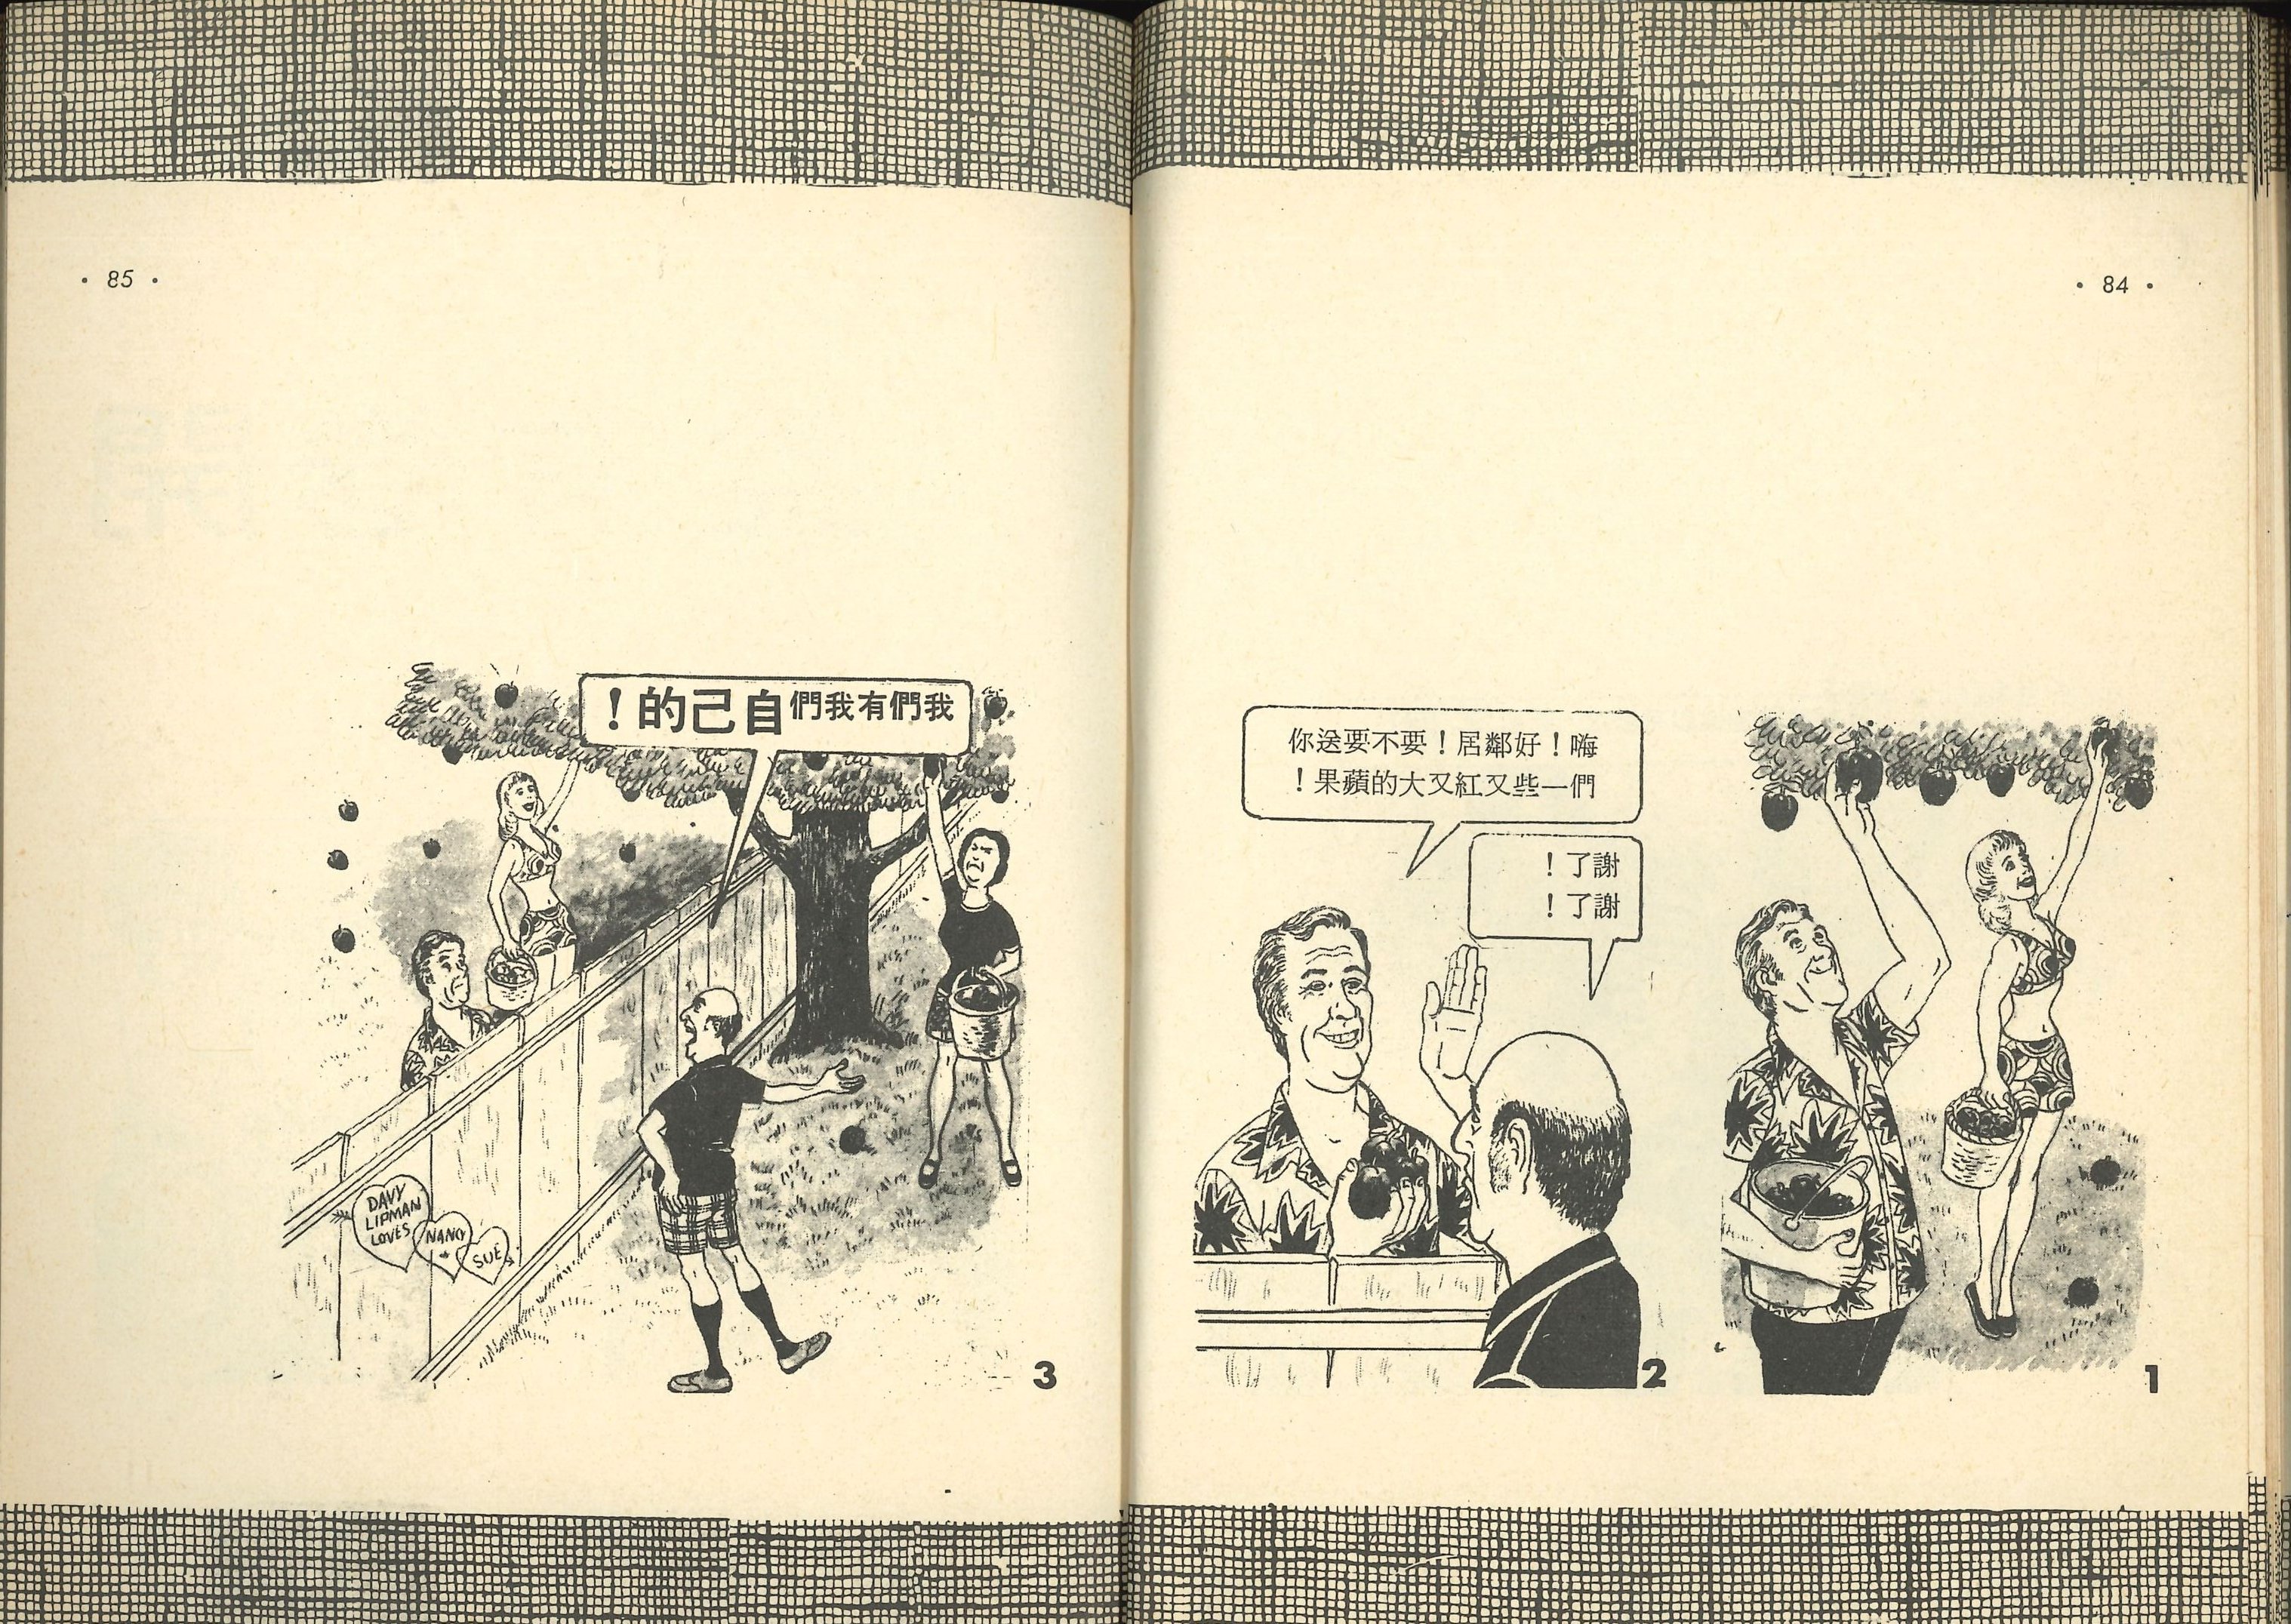 84
1
嗨！好鄰居！要不要送你
們一些又紅又大的蘋果！
謝了！
謝了！
2
85
我們有我們自己的！
DAVY
LIPMAN
LOVES
NANCY
+
SUE
3